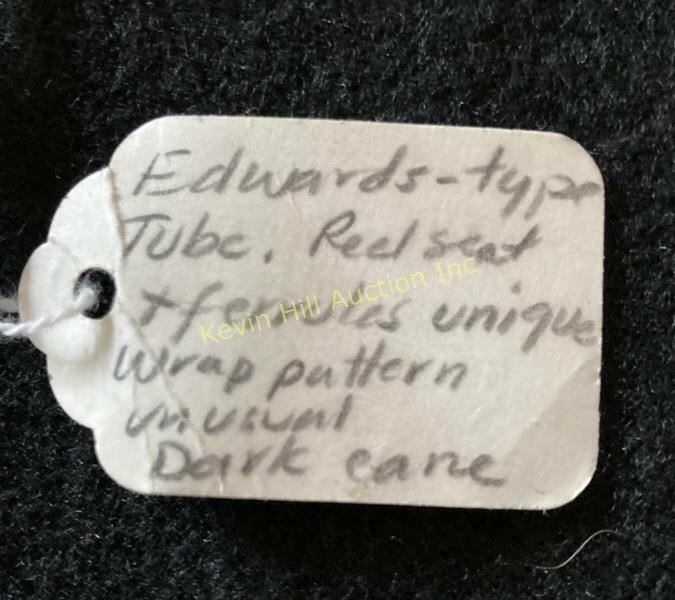 Edwards-type
Tube. Reel seat
+ ferrules unique
Wrap pattern
unusual
Dark cane
Kevin Hill Auction Inc